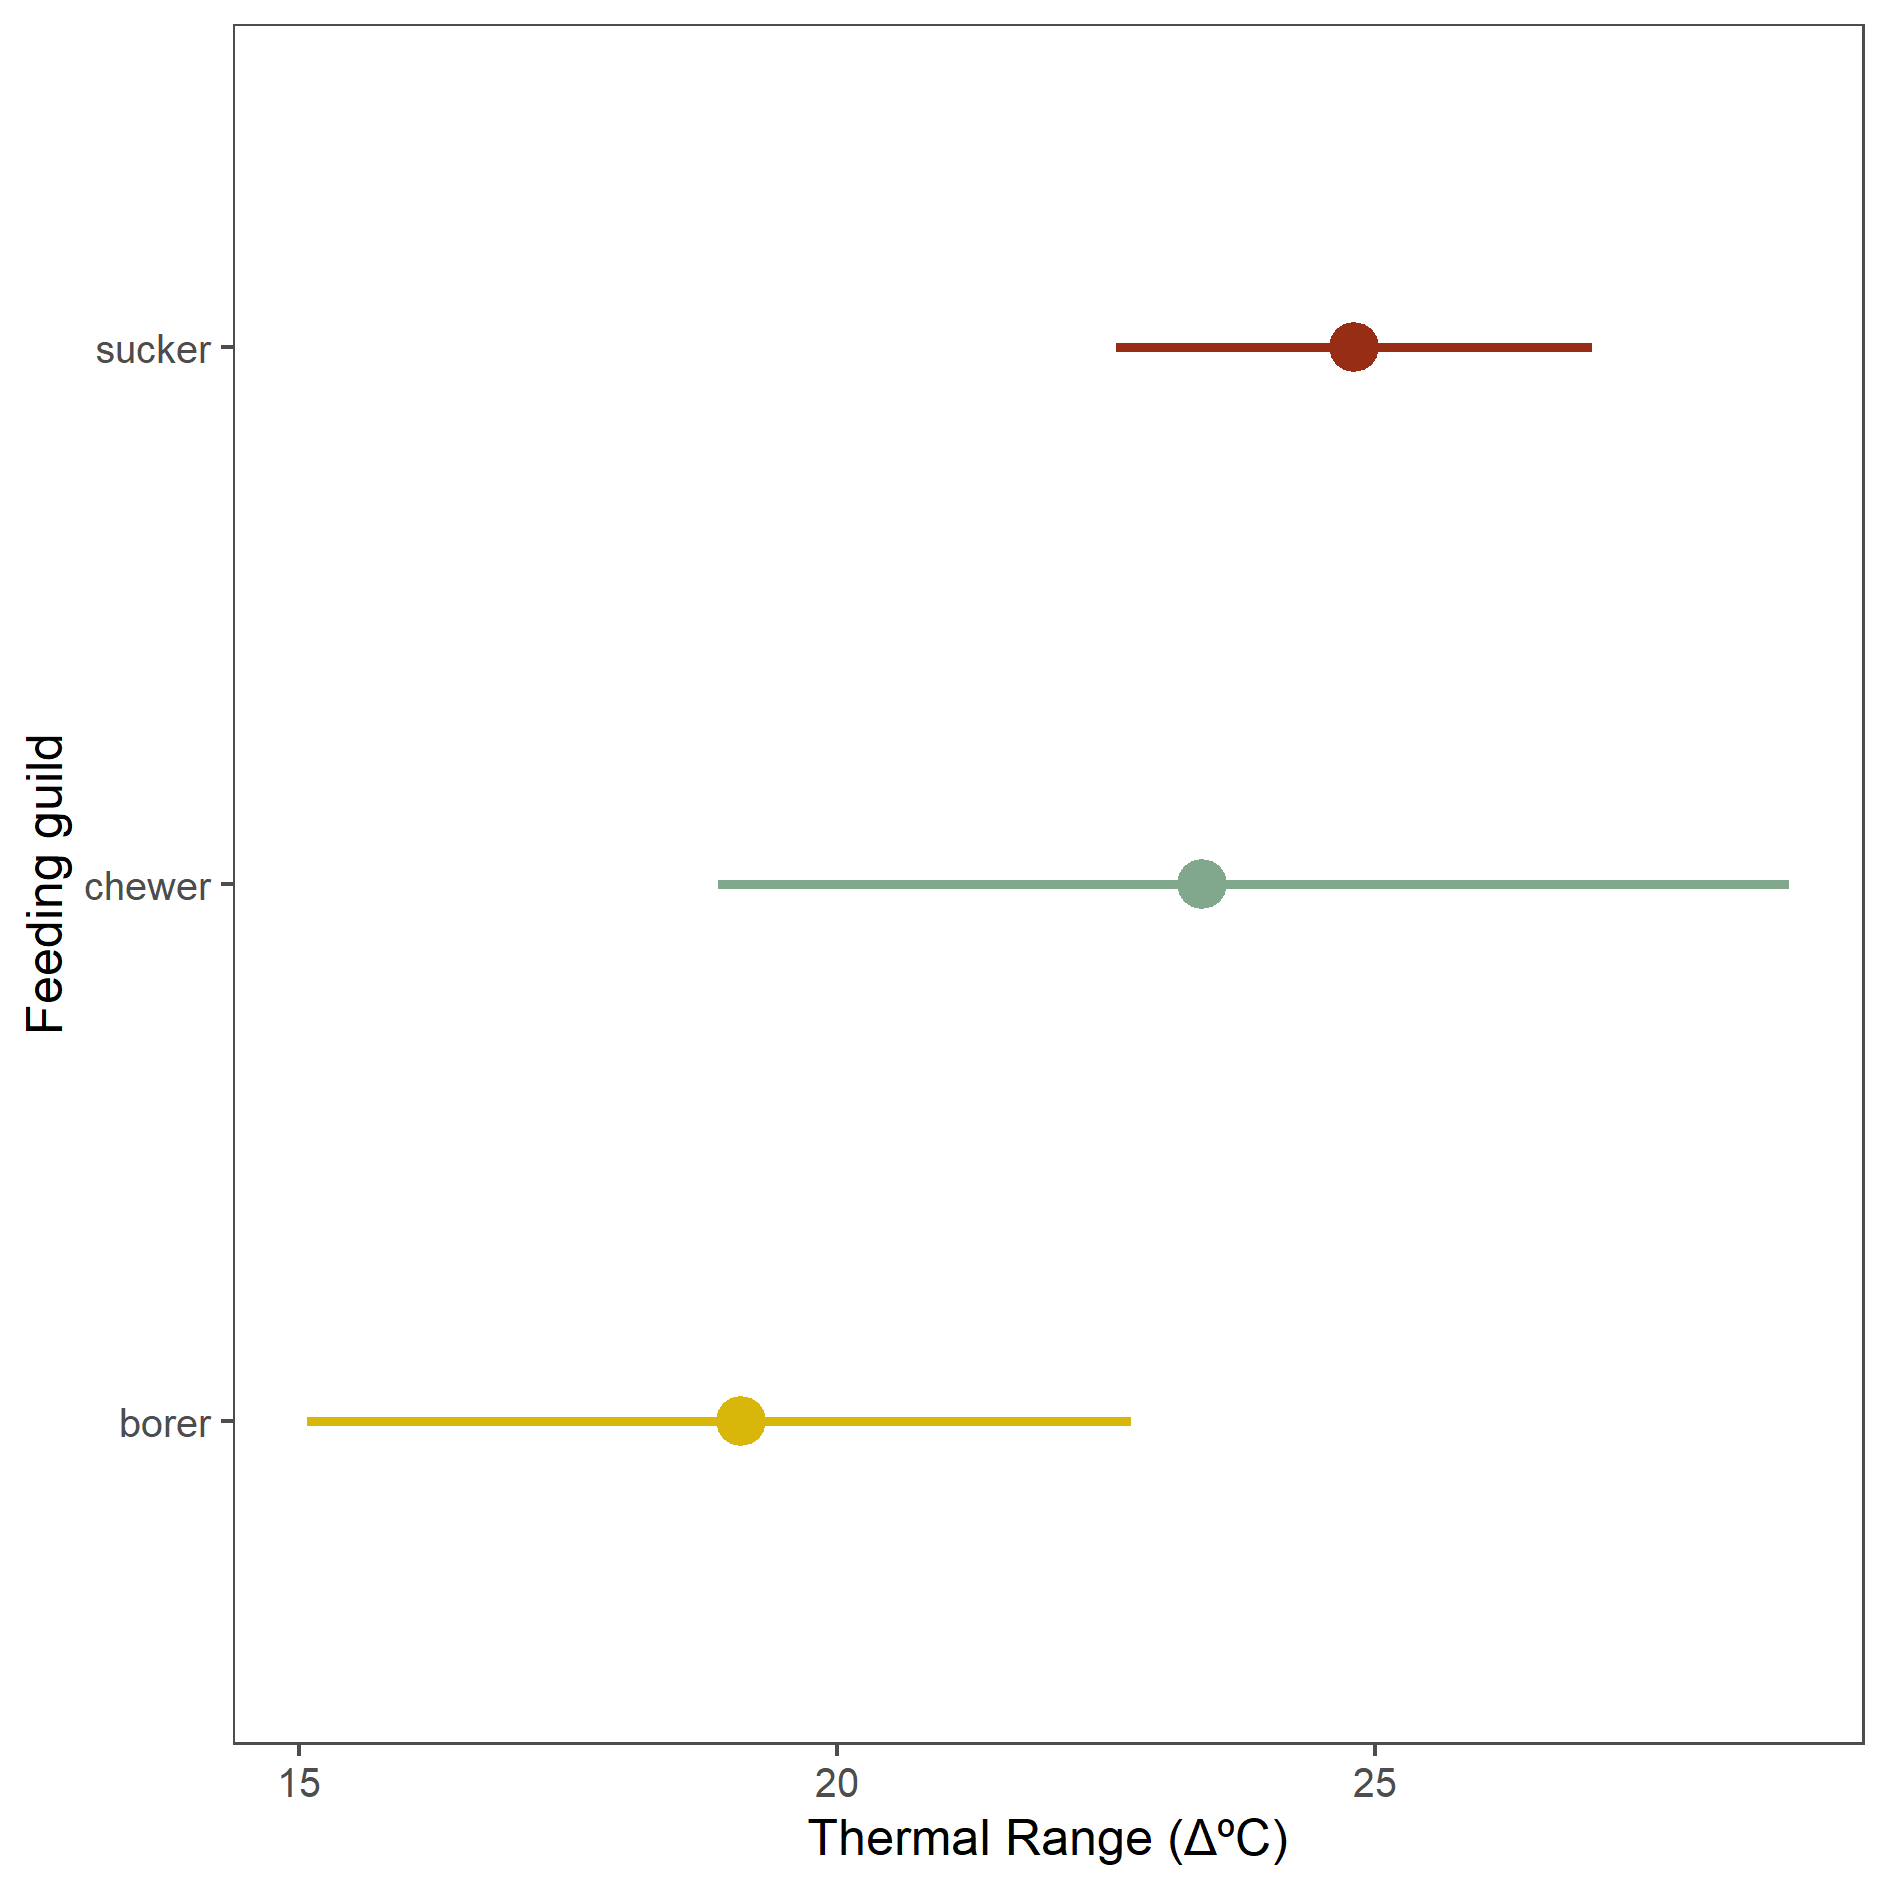 sucker
chewer
borer
Feeding guild
15 20 25
Thermal Range (ΔºC)